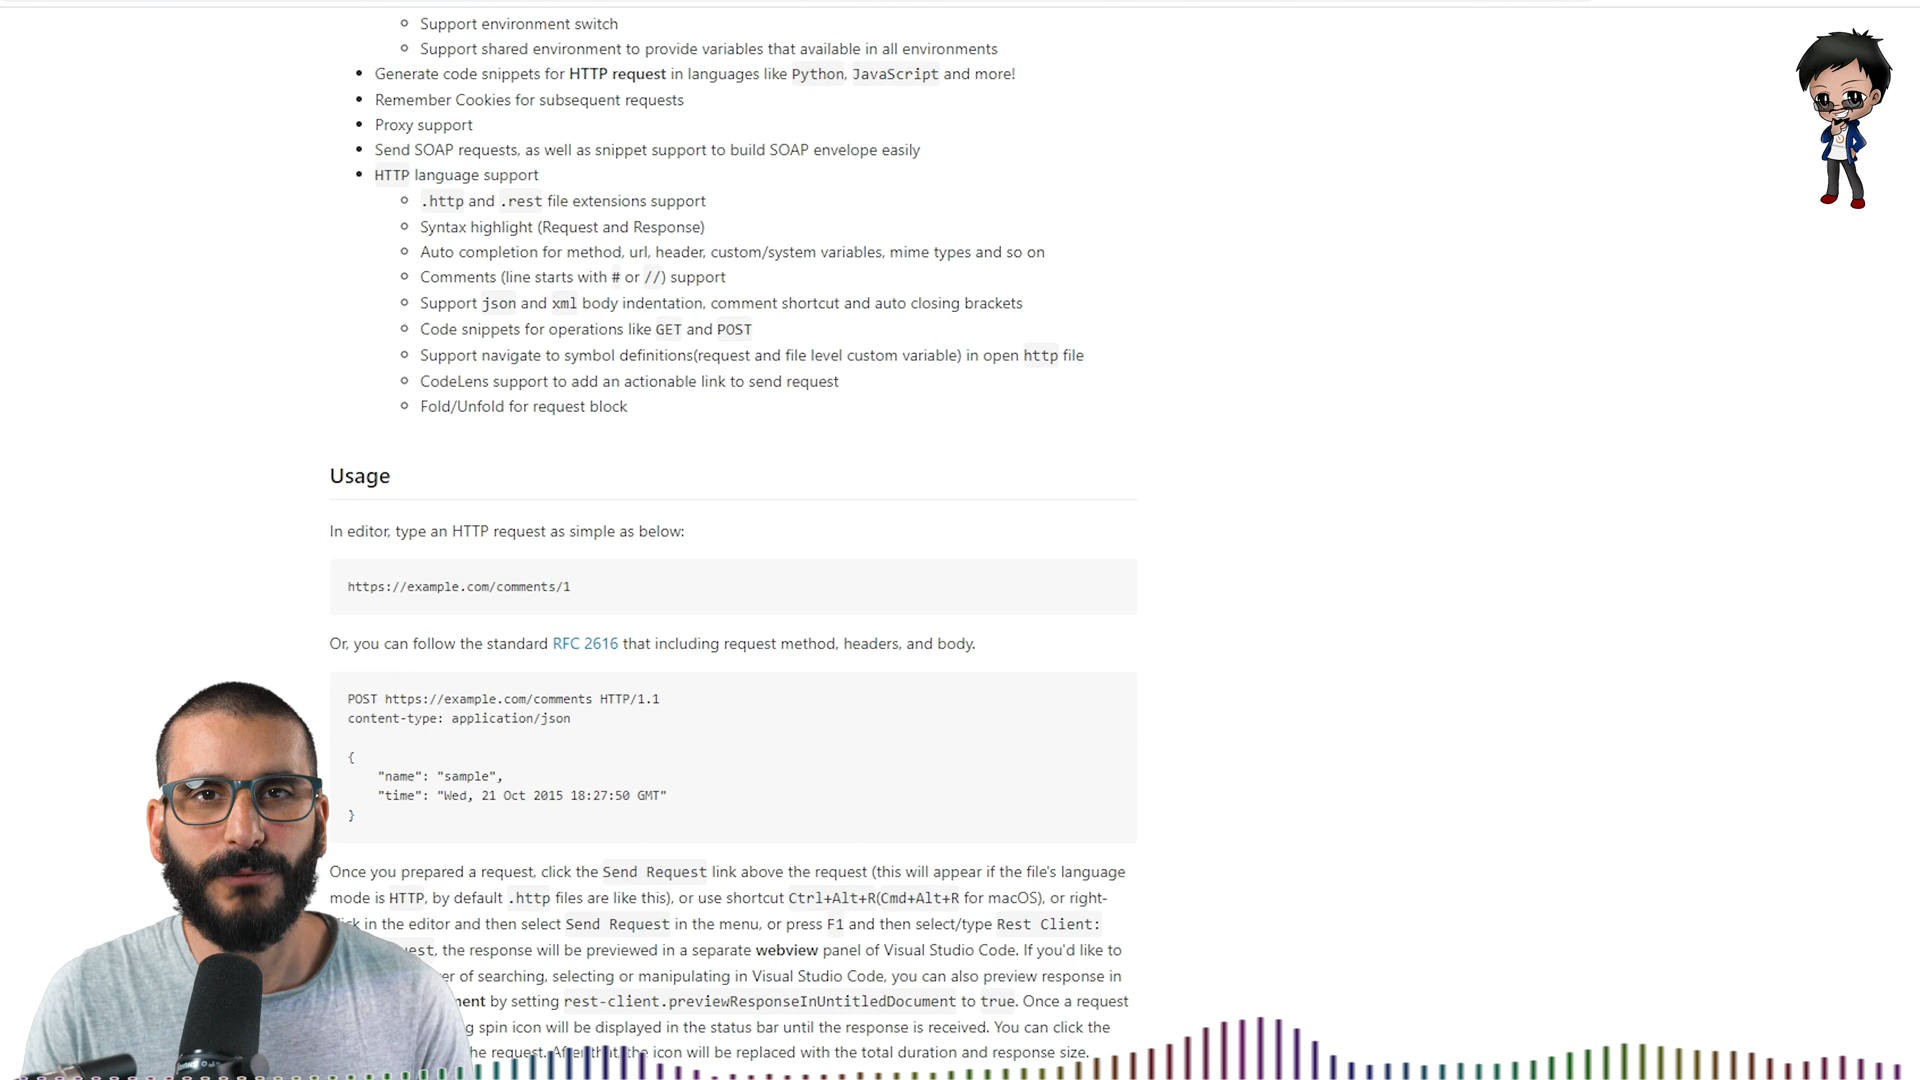 Support environment switch
Support shared environment to provide variables that available in all environments
Generate code snippets for HTTP request in languages like Python, JavaScript and more!
Remember Cookies for subsequent requests
Proxy support
Send SOAP requests, as well as snippet support to build SOAP envelope easily
HTTP language support
.http and .rest file extensions support
Syntax highlight (Request and Response)
Auto completion for method, url, header, custom/system variables, mime types and so on
Comments (line starts with # or //) support
Support json and xml body indentation, comment shortcut and auto closing brackets
Code snippets for operations like GET and POST
Support navigate to symbol definitions(request and file level custom variable) in open http file
CodeLens support to add an actionable link to send request
Fold/Unfold for request block
Usage
In editor, type an HTTP request as simple as below:
https://example.com/comments/1
Or, you can follow the standard RFC 2616 that including request method, headers, and body.
POST https://example.com/comments HTTP/1.1
content-type: application/json
{
"name": "sample",
"time": "Wed, 21 Oct 2015 18:27:50 GMT"
}
Once you prepared a request, click the Send Request link above the request (this will appear if the file's language
mode is HTTP, by default .http files are like this), or use shortcut Ctrl+Alt+R(Cmd+Alt+R for macOS), or right-
in the editor and then select Send Request in the menu, or press F1 and then select/type Rest Client:
, the response will be previewed in a separate webview panel of Visual Studio Code. If you'd like to
of searching, selecting or manipulating in Visual Studio Code, you can also preview response in
by setting rest-client.previewResponseInUntitledDocument to true. Once a request
spin icon will be displayed in the status bar until the response is received. You can click the
request. After that, the icon will be replaced with the total duration and response size.